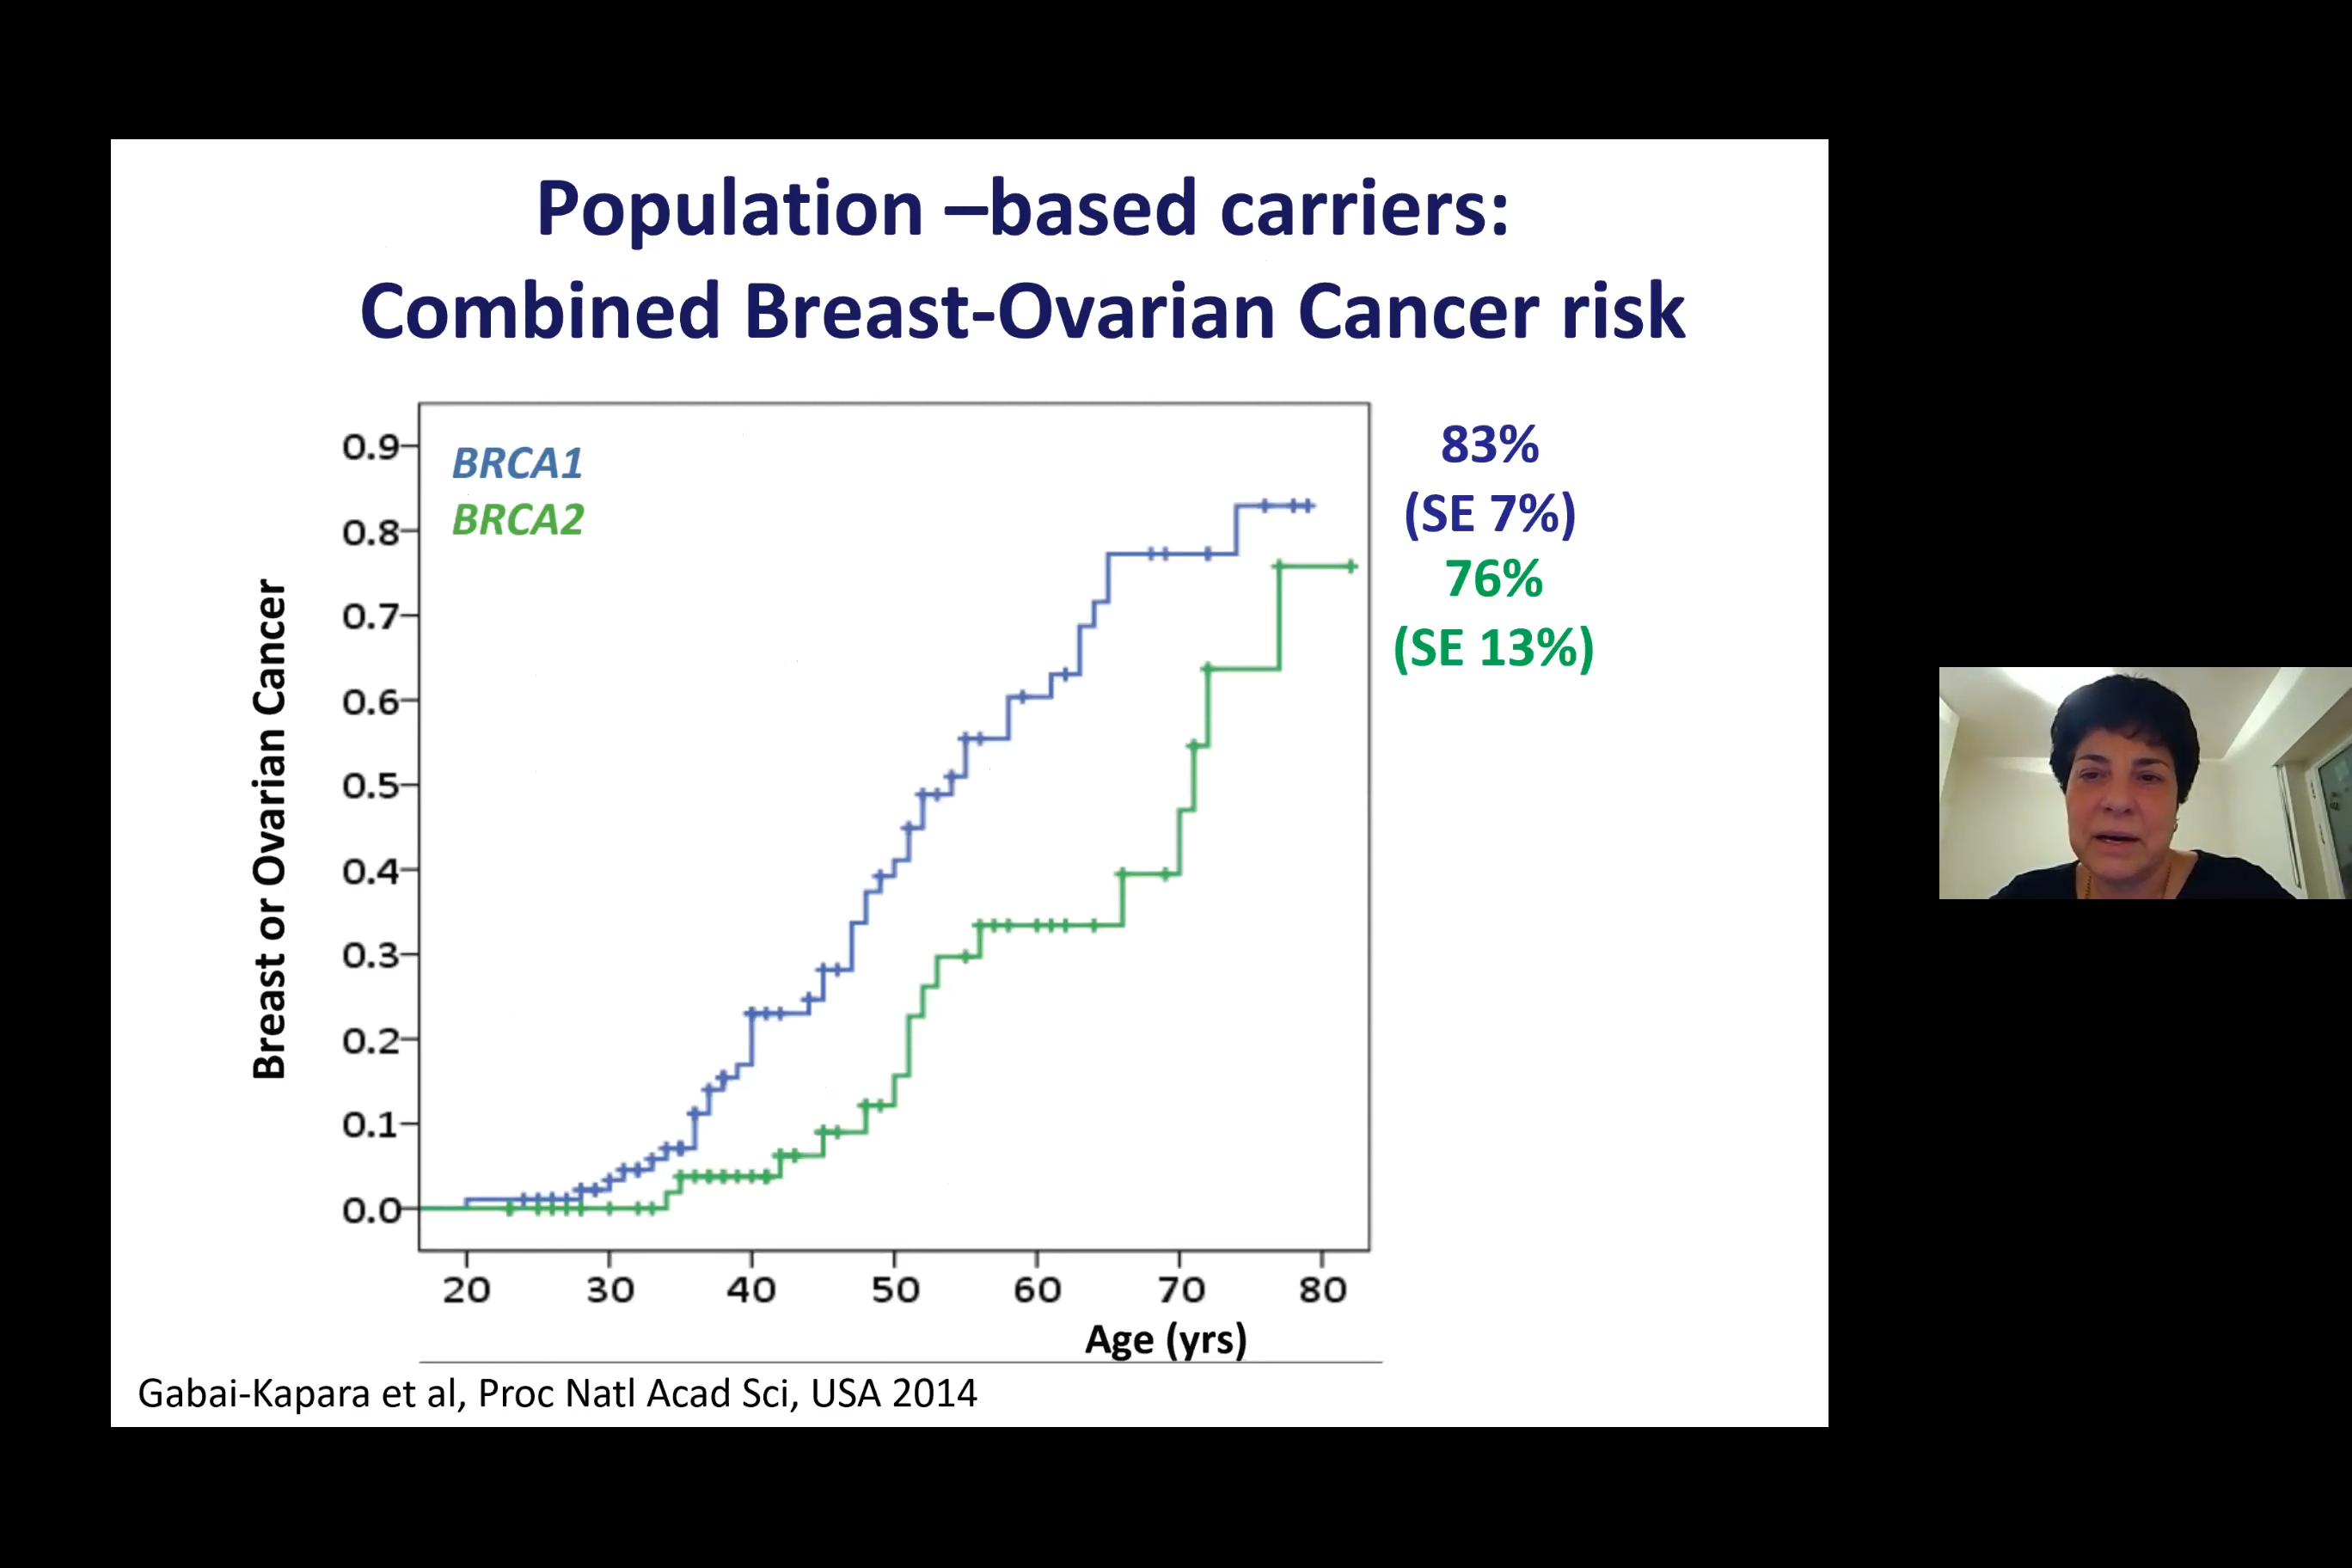 Population –based carriers:
Combined Breast-Ovarian Cancer risk
Breast or Ovarian Cancer
0.9
0.8
0.7
0.6
0.5
0.4
0.3
0.2
0.1
0.0
BRCA1
BRCA2
83%
(SE 7%)
76%
(SE 13%)
20 30 40 50 60 70 80
Age (yrs)
Gabai-Kapara et al, Proc Natl Acad Sci, USA 2014